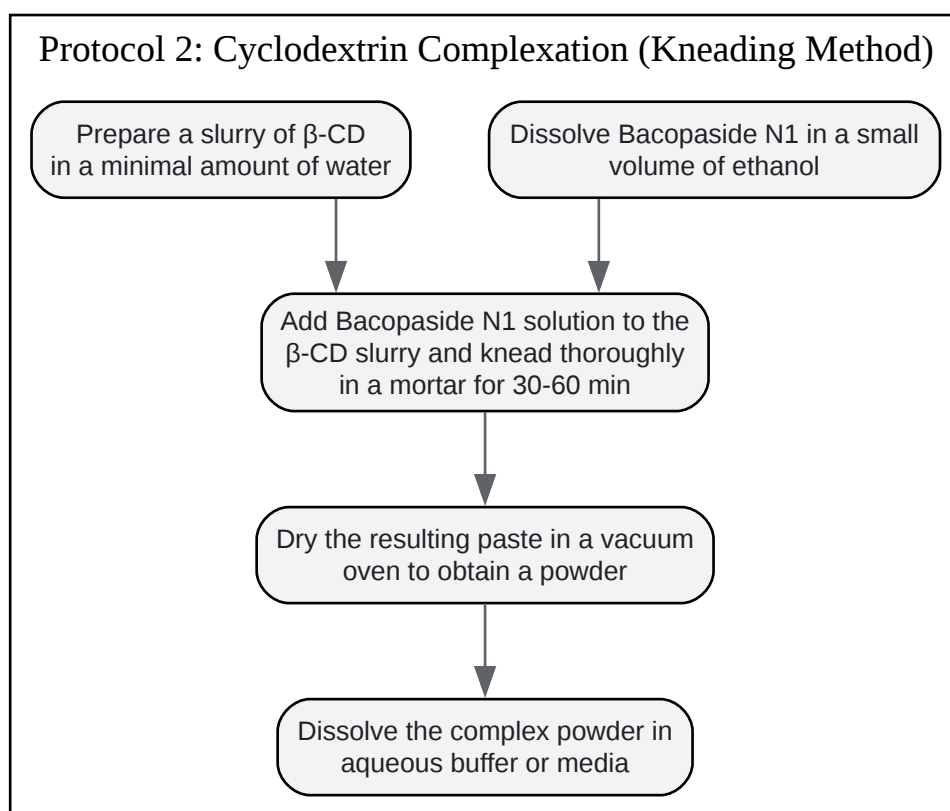 Protocol 2: Cyclodextrin Complexation (Kneading Method)
Prepare a slurry of β-CD
in a minimal amount of water
Dissolve Bacopaside N1 in a small
volume of ethanol
Add Bacopaside N1 solution to the
β-CD slurry and knead thoroughly
in a mortar for 30-60 min
Dry the resulting paste in a vacuum
oven to obtain a powder
Dissolve the complex powder in
aqueous buffer or media